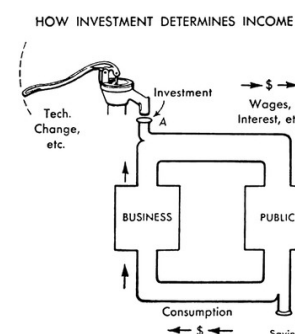 HOW INVESTMENT DETERMINES INCOME
Investment
$
Wages,
Interest, et
A
Tech.
Change,
etc.
BUSINESS
PUBLIC
Consumption
$